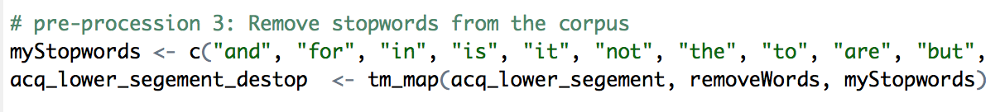 # pre-procession 3: Remove stopwords from the corpus
myStopwords <- c("and", "for", "in", "is", "it", "not", "the", "to", "are", "but",
acq_lower_segement_destop  <- tm_map(acq_lower_segement, removeWords, myStopwords)